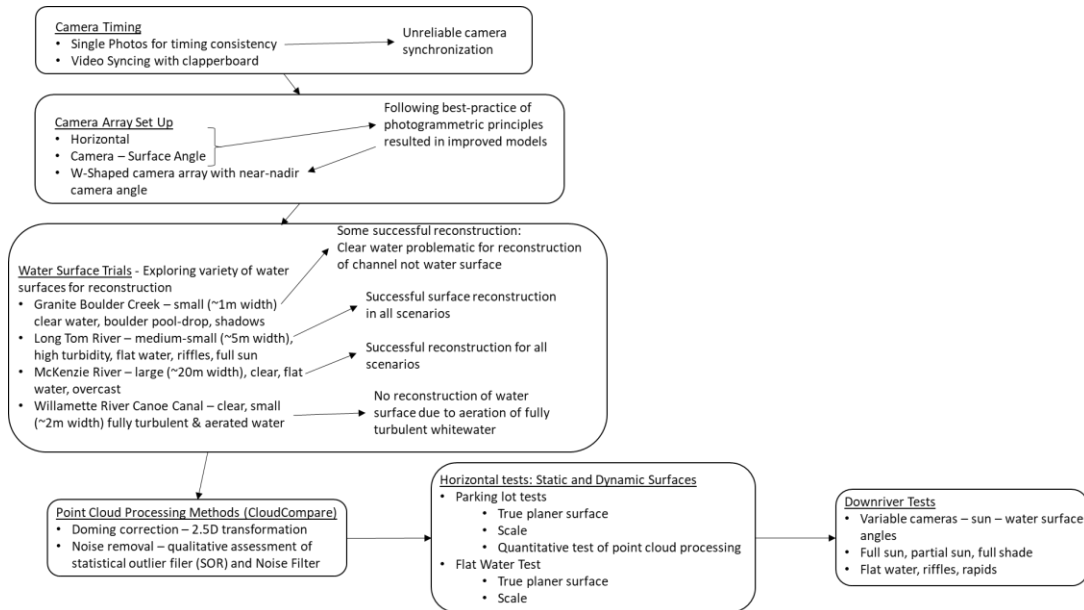 Camera Timing
• Single Photos for timing consistency
• Video Syncing with clapperboard
Unreliable camera
synchronization
Camera Array Set Up
• Horizontal
• Camera – Surface Angle
• W-Shaped camera array with near-nadir
camera angle
Following best-practice of
photogrammetric principles
resulted in improved models
Water Surface Trials - Exploring variety of water
surfaces for reconstruction
• Granite Boulder Creek – small (~1m width)
clear water, boulder pool-drop, shadows
• Long Tom River – medium-small (~5m width),
high turbidity, flat water, riffles, full sun
• McKenzie River – large (~20m width), clear, flat
water, overcast
• Willamette River Canoe Canal – clear, small
(~2m width) fully turbulent & aerated water
Some successful reconstruction:
Clear water problematic for reconstruction
of channel not water surface
Successful surface reconstruction
in all scenarios
Successful reconstruction for all
scenarios
No reconstruction of water
surface due to aeration of fully
turbulent whitewater
Point Cloud Processing Methods (CloudCompare)
• Doming correction – 2.5D transformation
• Noise removal – qualitative assessment of
statistical outlier filer (SOR) and Noise Filter
Horizontal tests: Static and Dynamic Surfaces
• Parking lot tests
• True planer surface
• Scale
• Quantitative test of point cloud processing
• Flat Water Test
• True planer surface
• Scale
Downriver Tests
• Variable cameras – sun – water surface
angles
• Full sun, partial sun, full shade
• Flat water, riffles, rapids